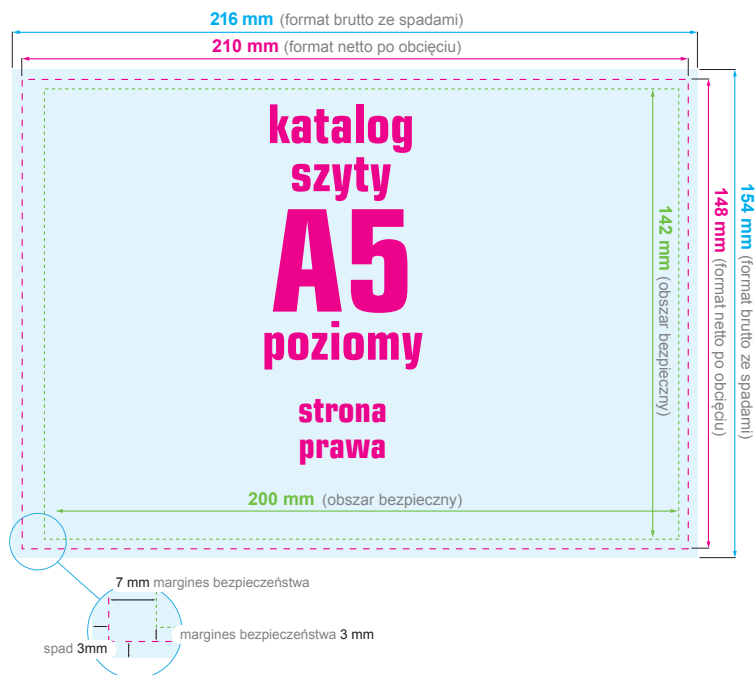 216 mm (format brutto ze spadami)
210 mm (format netto po obcięciu)
katalog
szyty
A5
poziomy
strona
prawa
142 mm (obszar bezpieczny)
148 mm (format netto po obcięciu)
154 mm (format brutto ze spadami)
200 mm (obszar bezpieczny)
7 mm margines bezpieczeństwa
margines bezpieczeństwa 3 mm
spad 3mm